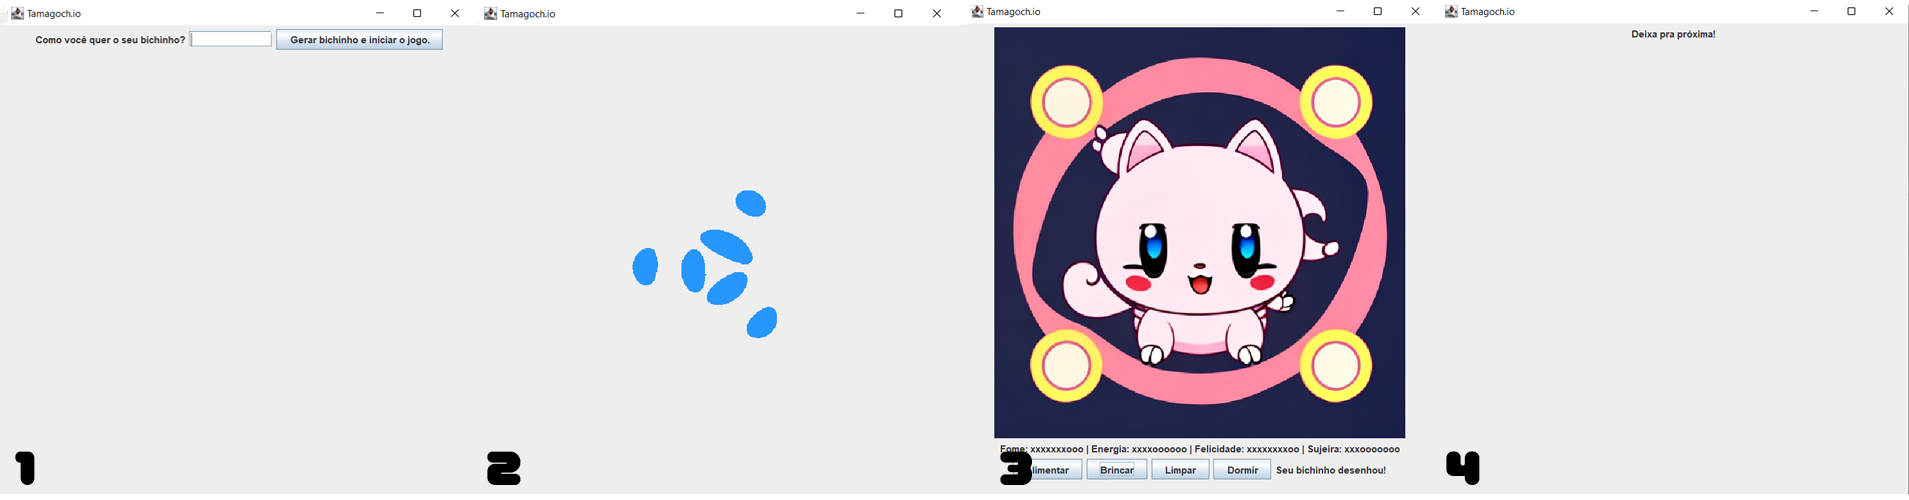 Tamagoch.io
Como você quer o seu bichinho?
Gerar bichinho e iniciar o jogo.
1
Tamagoch.io
2
Tamagoch.io
Fome: xxxxxxxooo | Energia: xxxxoooooo | Felicidade: xxxxxxxxoo | Sujeira: xxxooooooo
limentar Brincar Limpar Dormir Seu bichinho desenhou!
3
Tamagoch.io
Deixa pra próxima!
4